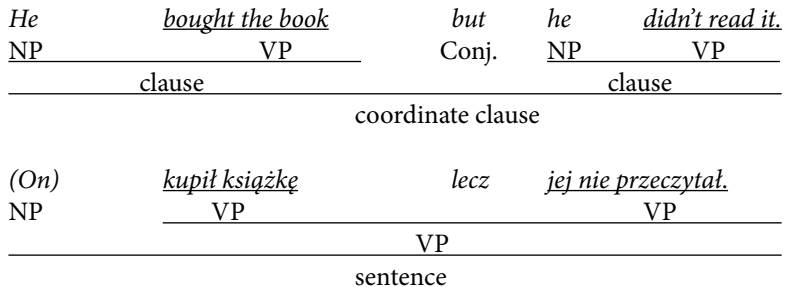 He bought the book but he didn't read it.
NP VP Conj. NP VP
clause clause
coordinate clause
(On) kupił książkę lecz jej nie przeczytał.
NP VP VP
VP
sentence